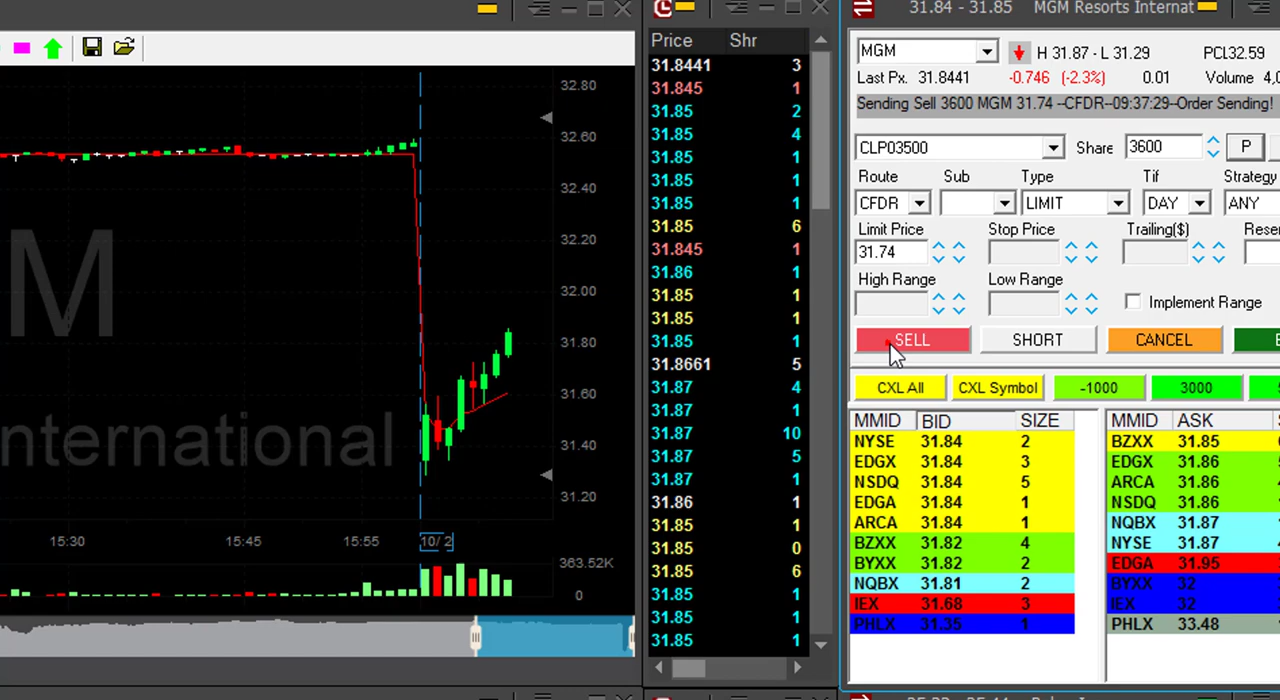 32.80
32.60
32.40
32.20
32.00
31.80
31.60
31.40
31.20
M
nternational
15:30 15:45 15:55 10/ 2
363.52K
0
Price Shr
31.8441 3
31.845 1
31.85 2
31.85 4
31.85 1
31.85 1
31.85 1
31.85 6
31.845 1
31.86 1
31.85 1
31.85 1
31.85 1
31.8661 5
31.87 4
31.87 1
31.87 10
31.87 5
31.87 1
31.86 1
31.85 1
31.85 0
31.85 6
31.85 1
31.85 1
31.85 1
31.84 - 31.85 MGM Resorts Internat
MGM H 31.87 - L 31.29 PCL32.59
Last Px. 31.8441 -0.746 (-2.3%) 0.01 Volume 4,0
Sending Sell 3600 MGM 31.74 --CFDR--09:37:29--Order Sending!
CLP03500 Share 3600 P
Route Sub Type Tif Strategy
CFDR LIMIT DAY ANY
Limit Price Stop Price Trailing($) Reser
31.74
High Range Low Range
Implement Range
SELL SHORT CANCEL
CXL All CXL Symbol -1000 3000
MMID BID SIZE MMID ASK
NYSE 31.84 2 BZXX 31.85
EDGX 31.84 3 EDGX 31.86
NSDQ 31.84 5 ARCA 31.86
EDGA 31.84 1 NSDQ 31.86
ARCA 31.84 1 NQBX 31.87
BZXX 31.82 4 NYSE 31.87
BYXX 31.82 2 EDGA 31.95
NQBX 31.81 2 BYXX 32
IEX 31.68 3 IEX 32
PHLX 31.35 1 PHLX 33.48